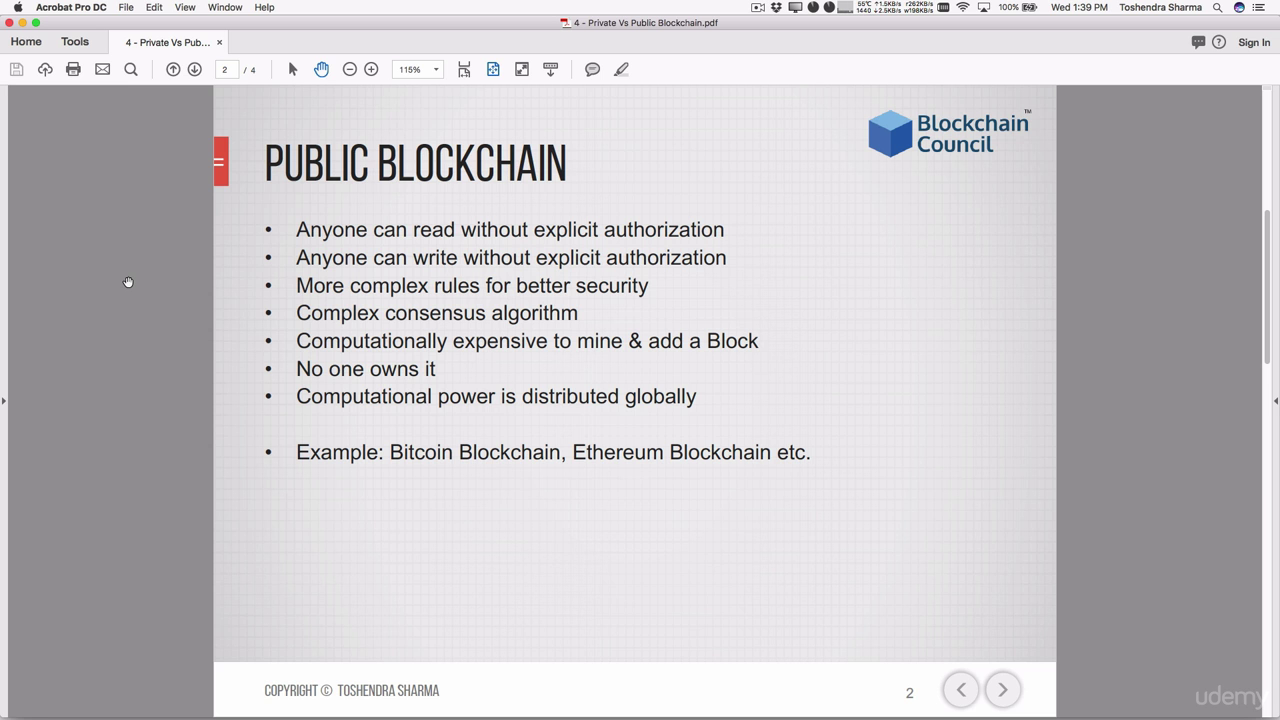 Acrobat Pro DC File Edit View Window Help 55°C ↑1.5KB/s r262KB/s 1440 ↓2.5KB/s w198KB/s 100% Wed 1:39 PM Toshendra Sharma
4 - Private Vs Public Blockchain.pdf
Home Tools 4 - Private Vs Pub... × Sign In
2 / 4 115%
Blockchain™
Council
PUBLIC BLOCKCHAIN
• Anyone can read without explicit authorization
• Anyone can write without explicit authorization
• More complex rules for better security
• Complex consensus algorithm
• Computationally expensive to mine & add a Block
• No one owns it
• Computational power is distributed globally
• Example: Bitcoin Blockchain, Ethereum Blockchain etc.
COPYRIGHT © TOSHENDRA SHARMA 2
udemy